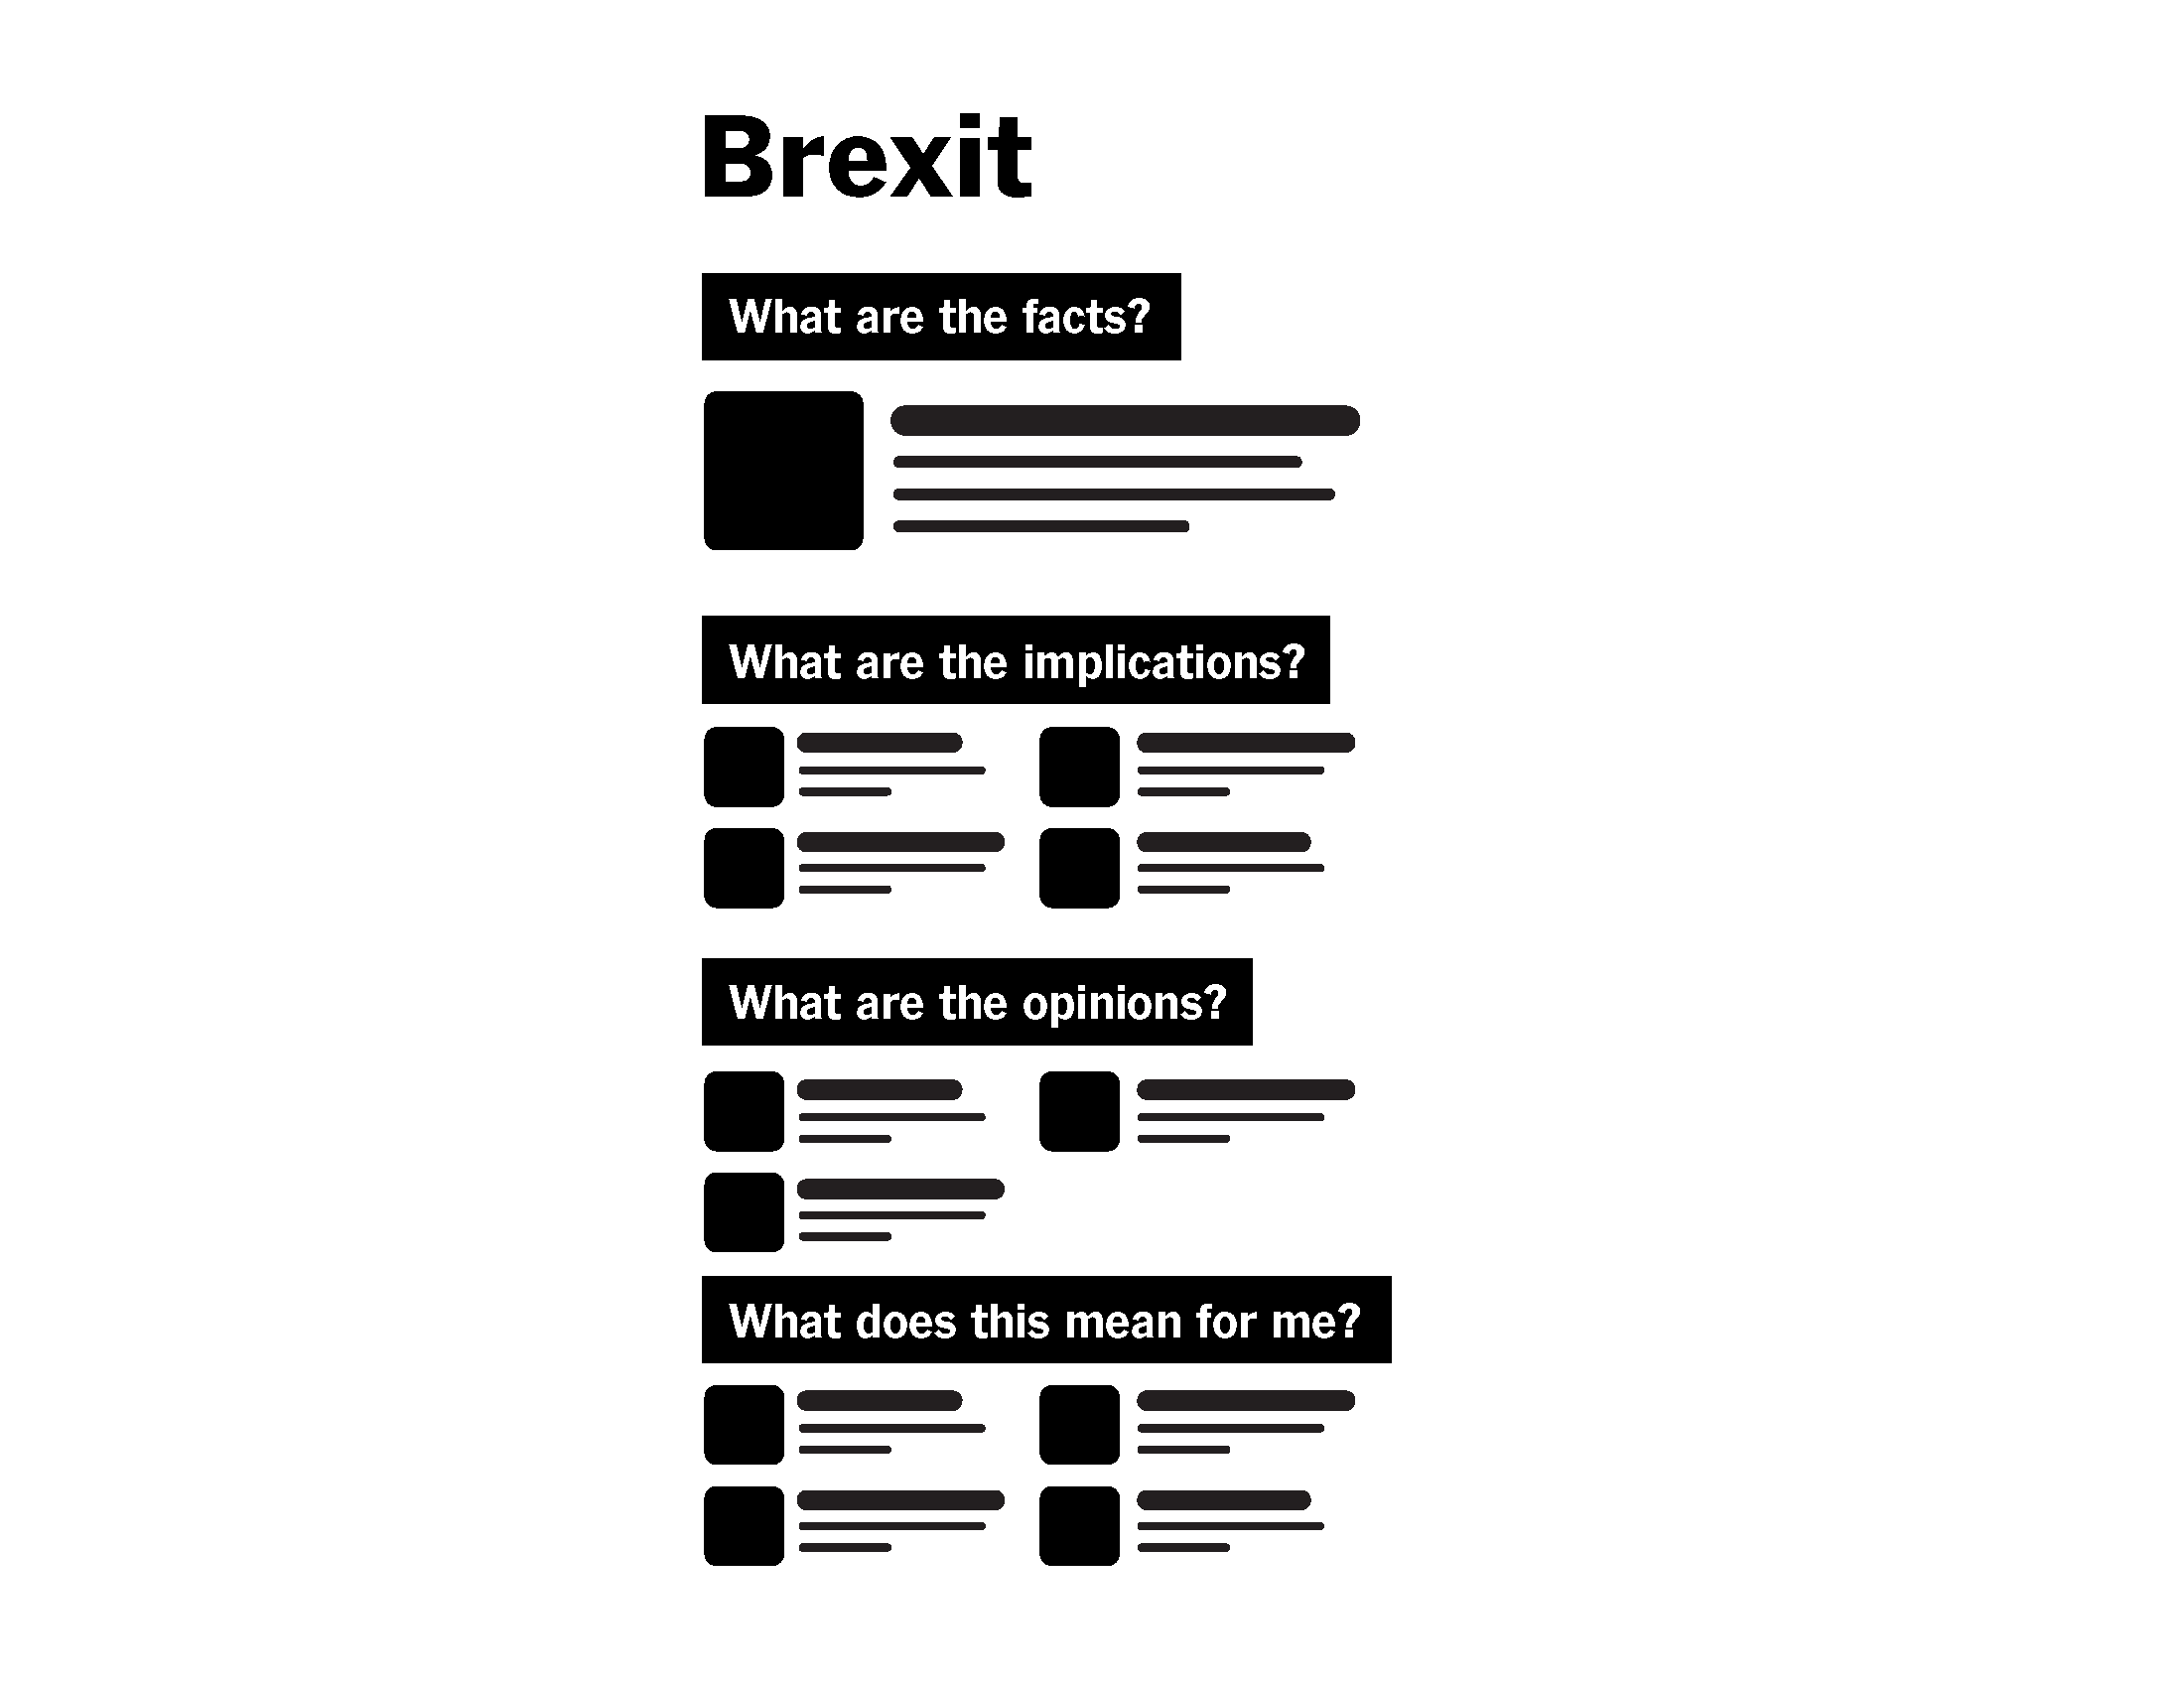 Brexit
What are the facts?
What are the implications?
What are the opinions?
What does this mean for me?